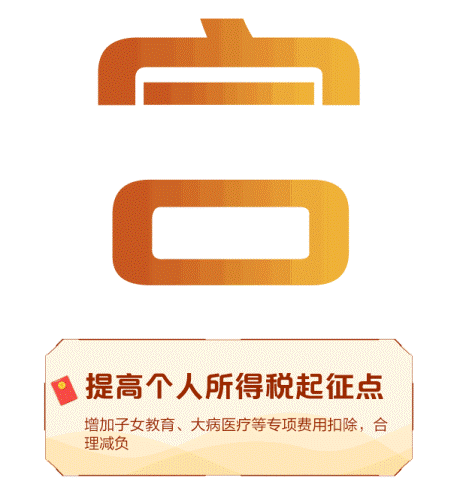 提高个人所得税起征点
增加子女教育、大病医疗等专项费用扣除，合
理减负